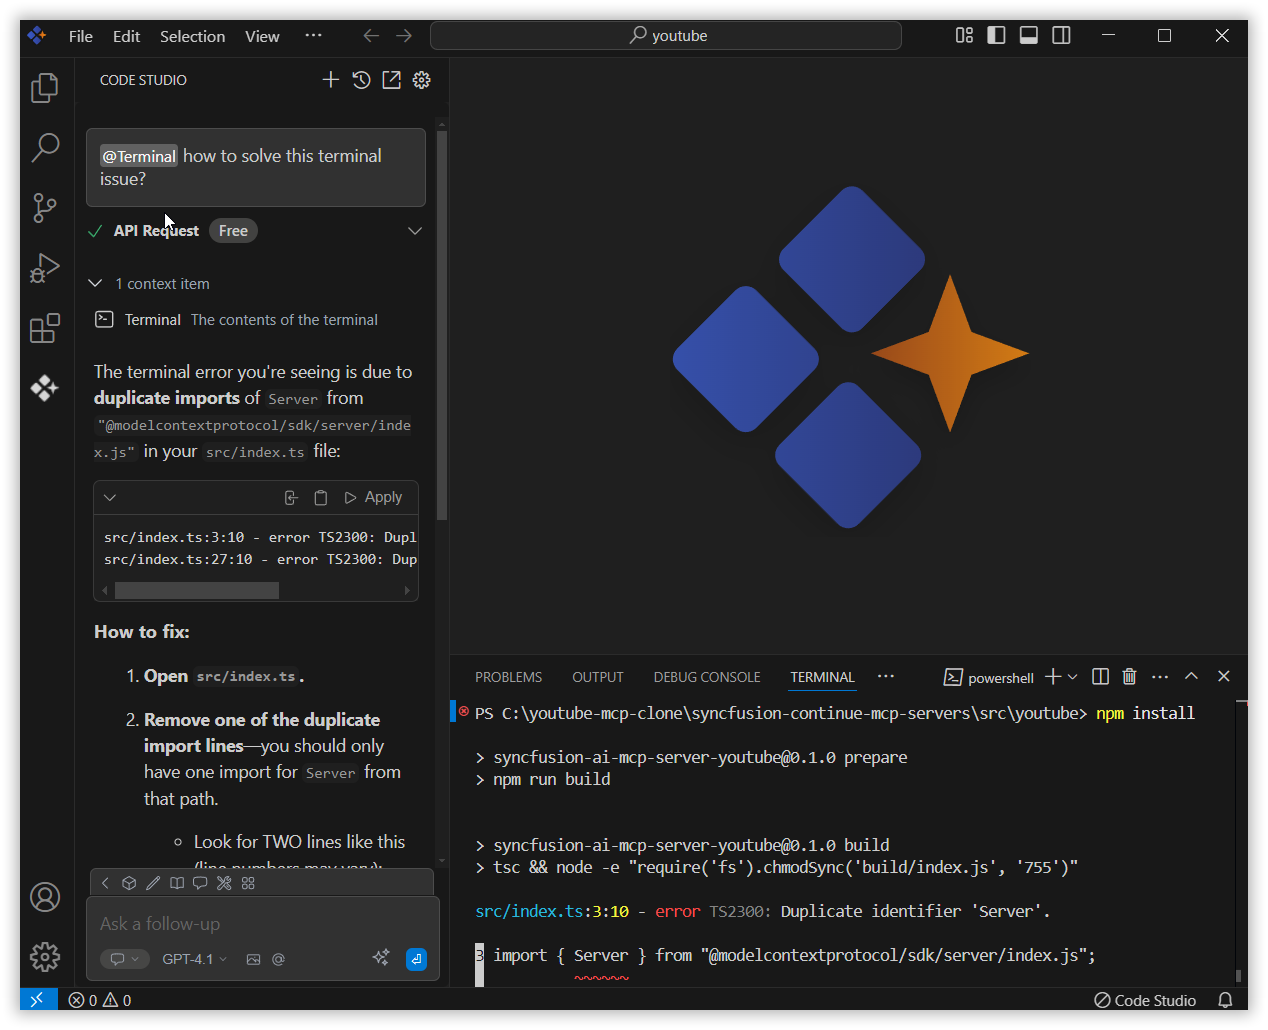 File Edit Selection View ··· youtube
CODE STUDIO
@Terminal how to solve this terminal
issue?
API Request Free
1 context item
Terminal The contents of the terminal
The terminal error you're seeing is due to
duplicate imports of Server from
"@modelcontextprotocol/sdk/server/inde
x.js" in your src/index.ts file:
Apply
src/index.ts:3:10 - error TS2300: Dupl
src/index.ts:27:10 - error TS2300: Dup
How to fix:
1. Open src/index.ts.
2. Remove one of the duplicate
import lines—you should only
have one import for Server from
that path.
Look for TWO lines like this
(line numbers may vary):
Ask a follow-up
GPT-4.1
PROBLEMS OUTPUT DEBUG CONSOLE TERMINAL ··· powershell
PS C:\youtube-mcp-clone\syncfusion-continue-mcp-servers\src\youtube> npm install
> syncfusion-ai-mcp-server-youtube@0.1.0 prepare
> npm run build
> syncfusion-ai-mcp-server-youtube@0.1.0 build
> tsc && node -e "require('fs').chmodSync('build/index.js', '755')"
src/index.ts:3:10 - error TS2300: Duplicate identifier 'Server'.
3 import { Server } from "@modelcontextprotocol/sdk/server/index.js";
0 0
Code Studio